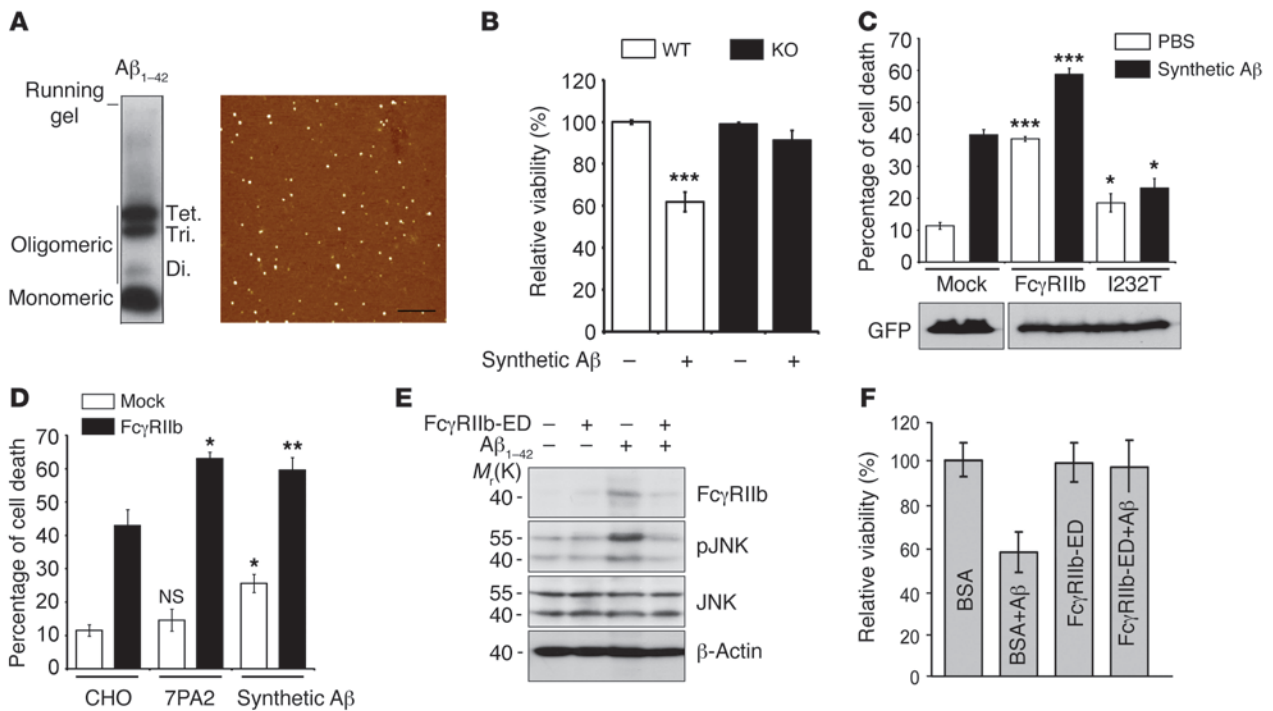 A
Aβ1–42
Running
gel
Oligomeric
Monomeric
Tet.
Tri.
Di.
B
WT KO
Relative viability (%)
120
100
80
60
40
20
0
***
Synthetic Aβ – + – +
C
PBS
Synthetic Aβ
Percentage of cell death
70
60
50
40
30
20
10
0
*** *** * *
Mock FcγRIIb I232T
GFP
D
Mock
FcγRIIb
Percentage of cell death
70
60
50
40
30
20
10
0
NS * * **
CHO 7PA2 Synthetic Aβ
E
FcγRIIb-ED – + – +
Aβ1–42 – – + +
Mr(K)
40 - FcγRIIb
55 - pJNK
40 -
55 - JNK
40 -
40 - β-Actin
F
Relative viability (%)
120
100
80
60
40
20
0
BSA
BSA+Aβ
FcγRIIb-ED
FcγRIIb-ED+Aβ